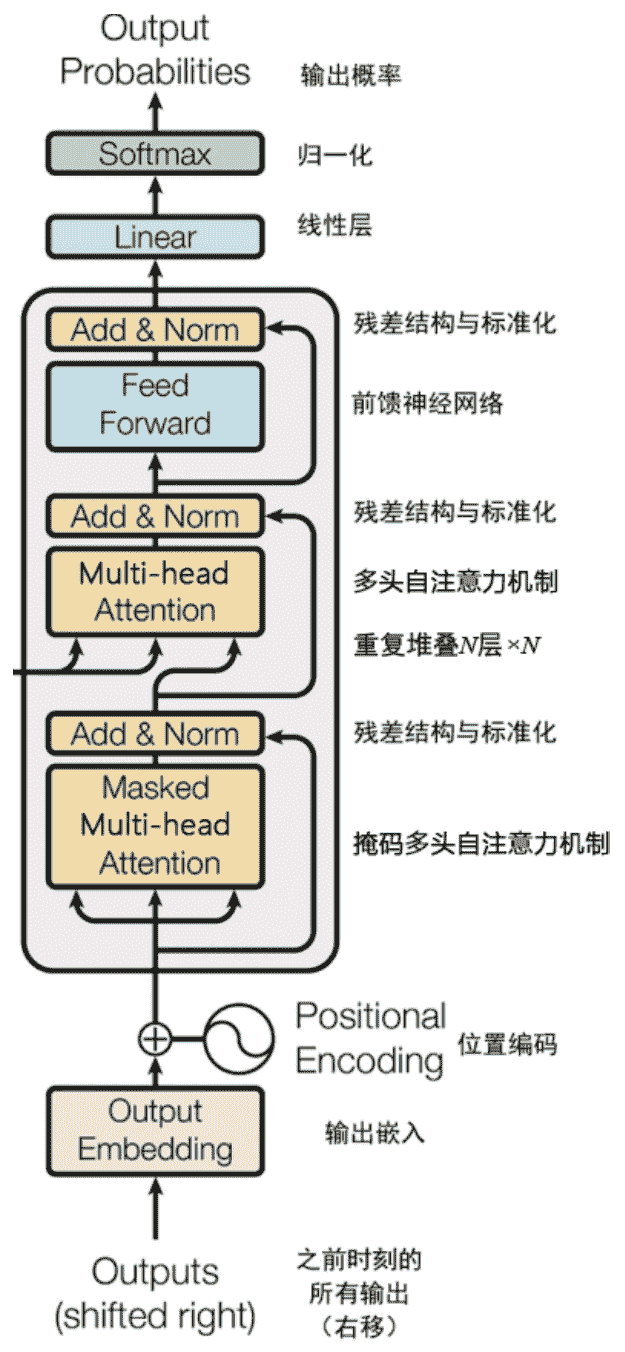 Output
Probabilities
输出概率
Softmax
归一化
Linear
线性层
Add & Norm
残差结构与标准化
Feed
Forward
前馈神经网络
Add & Norm
残差结构与标准化
Multi-head
Attention
多头自注意力机制
重复堆叠N层 ×N
Add & Norm
残差结构与标准化
Masked
Multi-head
Attention
掩码多头自注意力机制
Positional
Encoding
位置编码
Output
Embedding
输出嵌入
Outputs
(shifted right)
之前时刻的
所有输出
（右移）